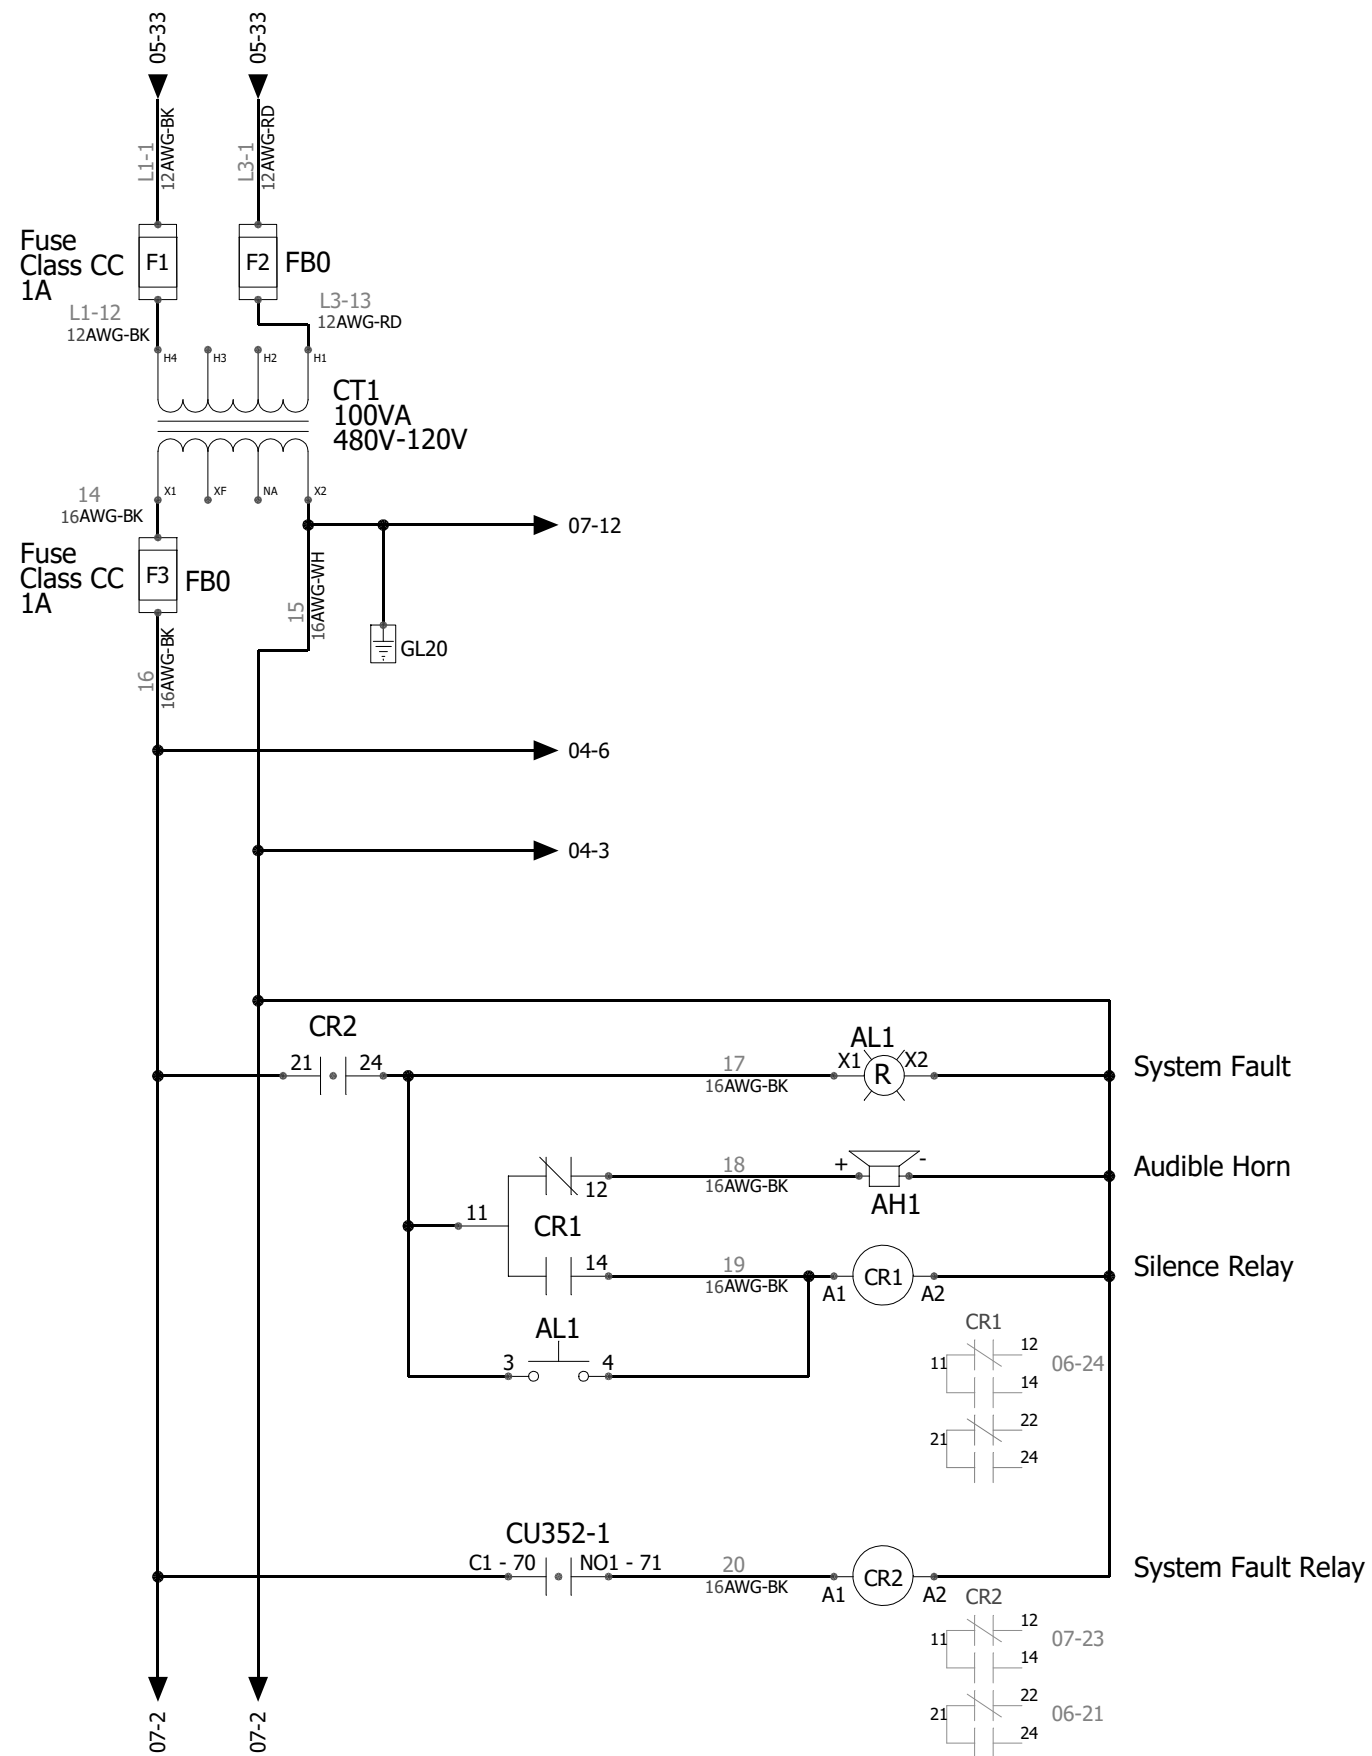 05-33
05-33
L1-1
12AWG-BK
L3-1
12AWG-RD
Fuse
Class CC
1A
F1
F2
FB0
L1-12
12AWG-BK
L3-13
12AWG-RD
H4
H3
H2
H1
CT1
100VA
480V-120V
X1
XF
NA
X2
14
16AWG-BK
07-12
Fuse
Class CC
1A
F3
FB0
15
16AWG-WH
GL20
16
16AWG-BK
04-6
04-3
CR2
21
24
17
16AWG-BK
AL1
X1
R
X2
System Fault
11
12
18
16AWG-BK
+
-
AH1
Audible Horn
CR1
14
19
16AWG-BK
A1
CR1
A2
Silence Relay
AL1
3
4
CR1
11
12
14
06-24
21
22
24
CU352-1
C1 - 70
NO1 - 71
20
16AWG-BK
A1
CR2
A2
System Fault Relay
CR2
11
12
14
07-23
21
22
24
06-21
07-2
07-2